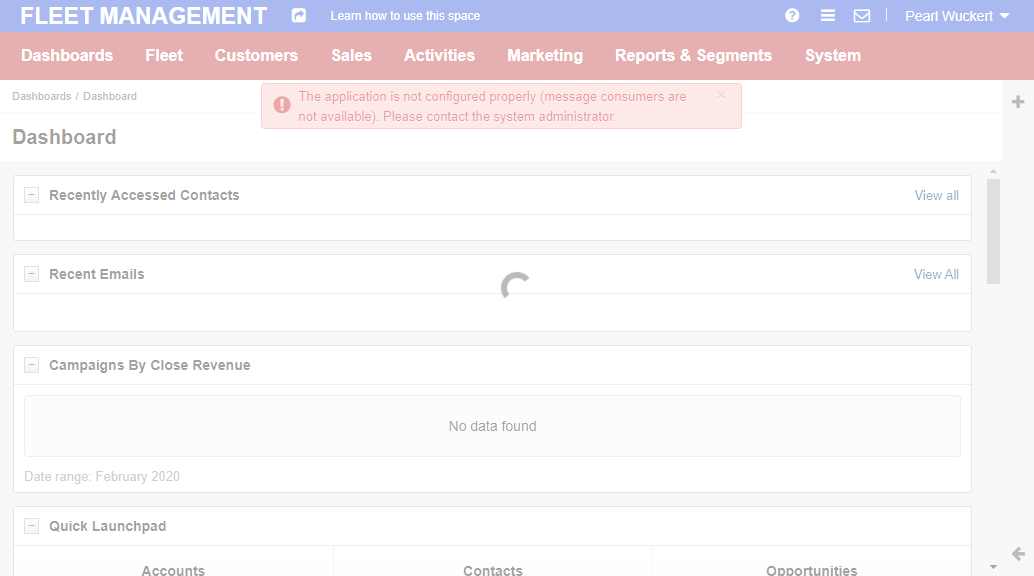 FLEET MANAGEMENT
Learn how to use this space
Pearl Wuckert
Dashboards Fleet Customers Sales Activities Marketing Reports & Segments System
Dashboards / Dashboard
The application is not configured properly (message consumers are
not available). Please contact the system administrator.
Dashboard
Recently Accessed Contacts
View all
Recent Emails
View All
Campaigns By Close Revenue
No data found
Date range: February 2020
Quick Launchpad
Accounts Contacts Opportunities